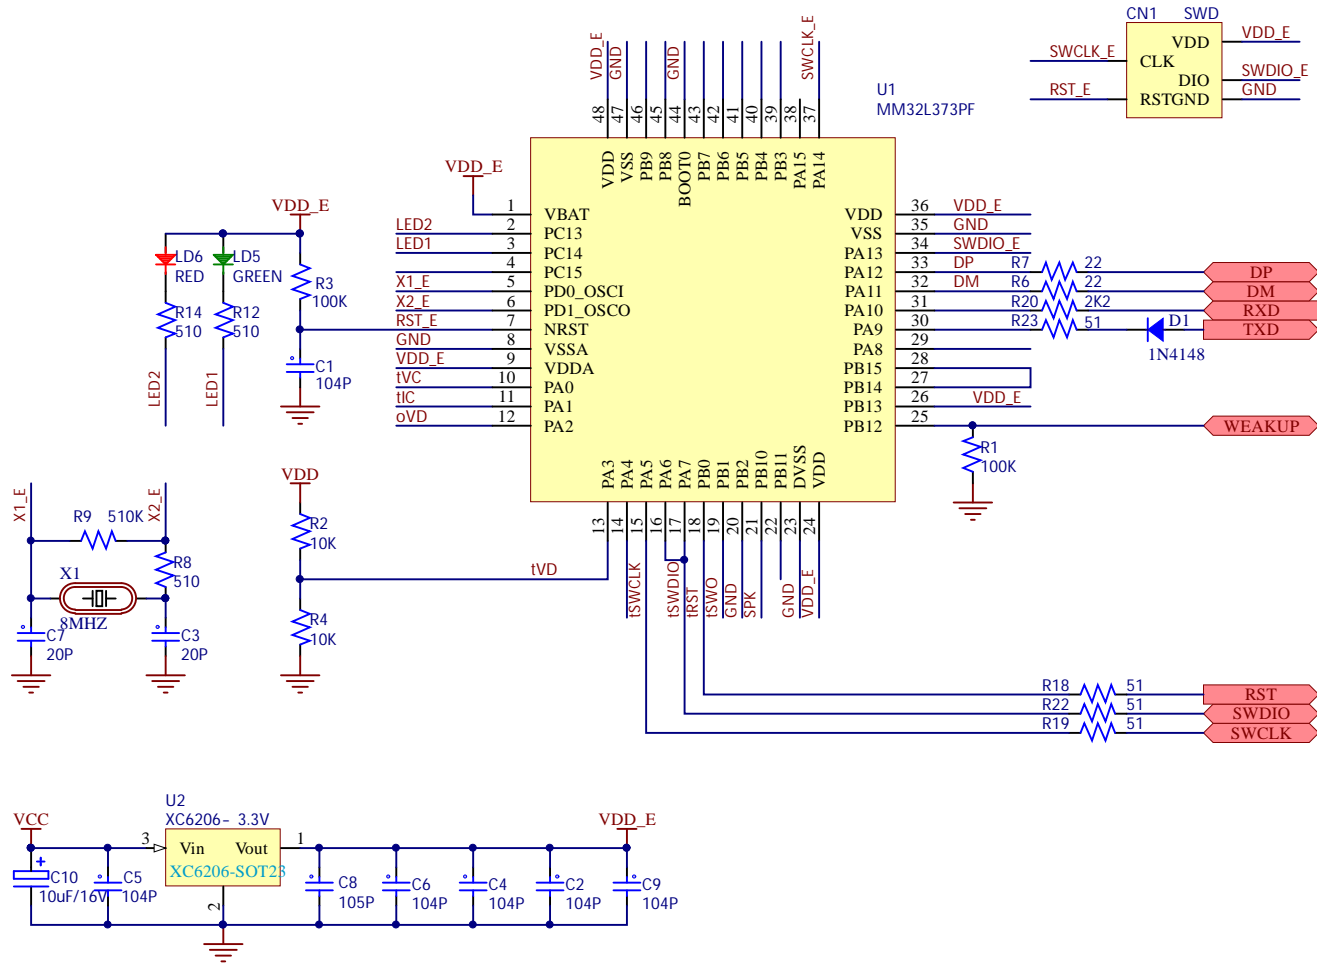 CN1 SWD
VDD
CLK
DIO
RSTGND
SWCLK_E
RST_E
VDD_E
SWDIO_E
GND
U1
MM32L373PF
VDD_E
GND
GND
SWCLK_E
48 47 46 45 44 43 42 41 40 39 38 37
VDD VSS PB9 PB8 BOOT0 PB7 PB6 PB5 PB4 PB3 PA15 PA14
VDD_E
1 VBAT
LED2 2 PC13
LED1 3 PC14
4 PC15
X1_E 5 PD0_OSCI
X2_E 6 PD1_OSCO
RST_E 7 NRST
GND 8 VSSA
VDD_E 9 VDDA
tVC 10 PA0
tIC 11 PA1
oVD 12 PA2
VDD 36 VDD_E
VSS 35 GND
PA13 34 SWDIO_E
PA12 33 DP R7 22 DP
PA11 32 DM R6 22 DM
PA10 31 R20 2K2 RXD
PA9 30 R23 51 D1 TXD
1N4148
PA8 29
PB15 28
PB14 27
PB13 26 VDD_E
PB12 25 WEAKUP
R1
100K
PA3 PA4 PA5 PA6 PA7 PB0 PB1 PB2 PB10 PB11 DVSS VDD
13 14 15 16 17 18 19 20 21 22 23 24
tVD
tSWCLK
tSWDIO
tRST
tSWO
GND
SPK
GND
VDD_E
VDD_E
LD6
RED
LD5
GREEN
R3
100K
R14
510
R12
510
C1
104P
LED2
LED1
X1_E
X2_E
R9 510K
R8
510
X1
8MHZ
C7
20P
C3
20P
VDD
R2
10K
R4
10K
R18 51 RST
R22 51 SWDIO
R19 51 SWCLK
U2
XC6206- 3.3V
VCC
3 Vin Vout 1
XC6206-SOT23
2
VDD_E
C10
10uF/16V
C5
104P
C8
105P
C6
104P
C4
104P
C2
104P
C9
104P